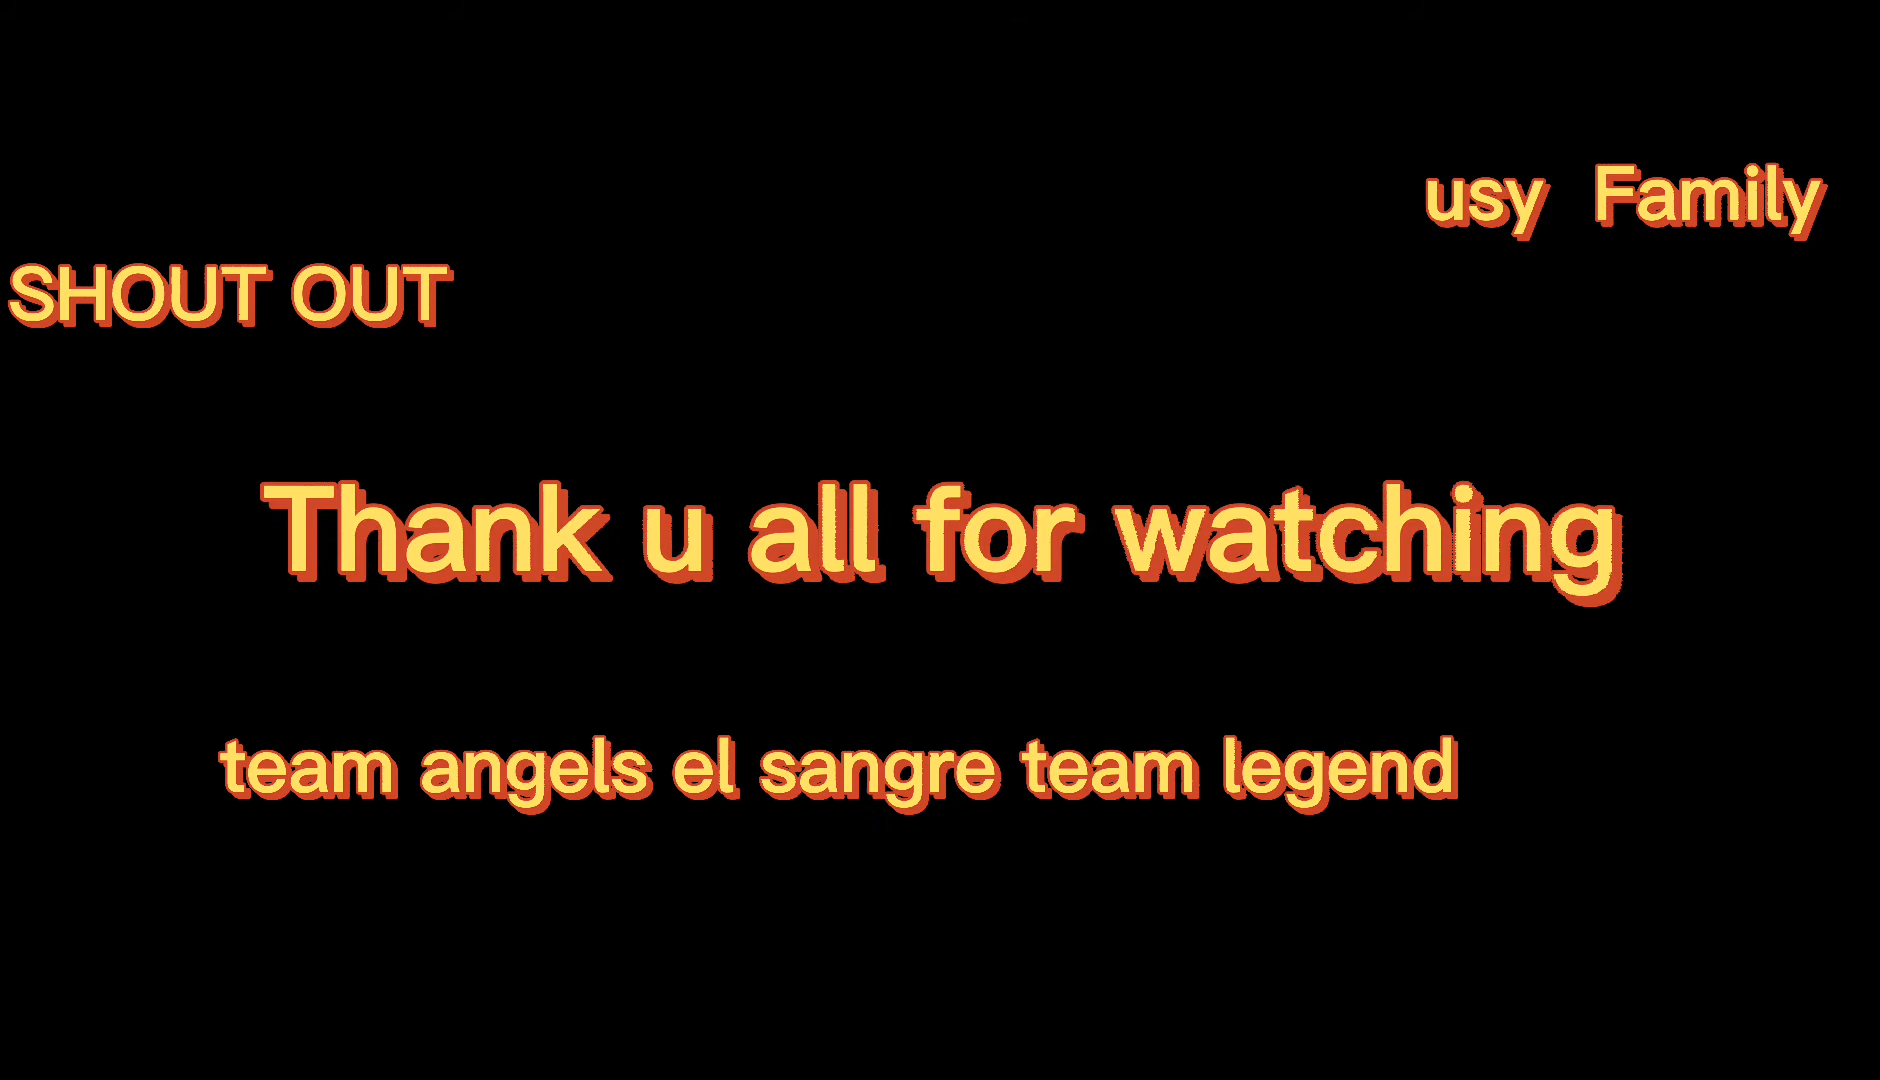 usy Family
SHOUT OUT
Thank u all for watching
team angels el sangre team legend